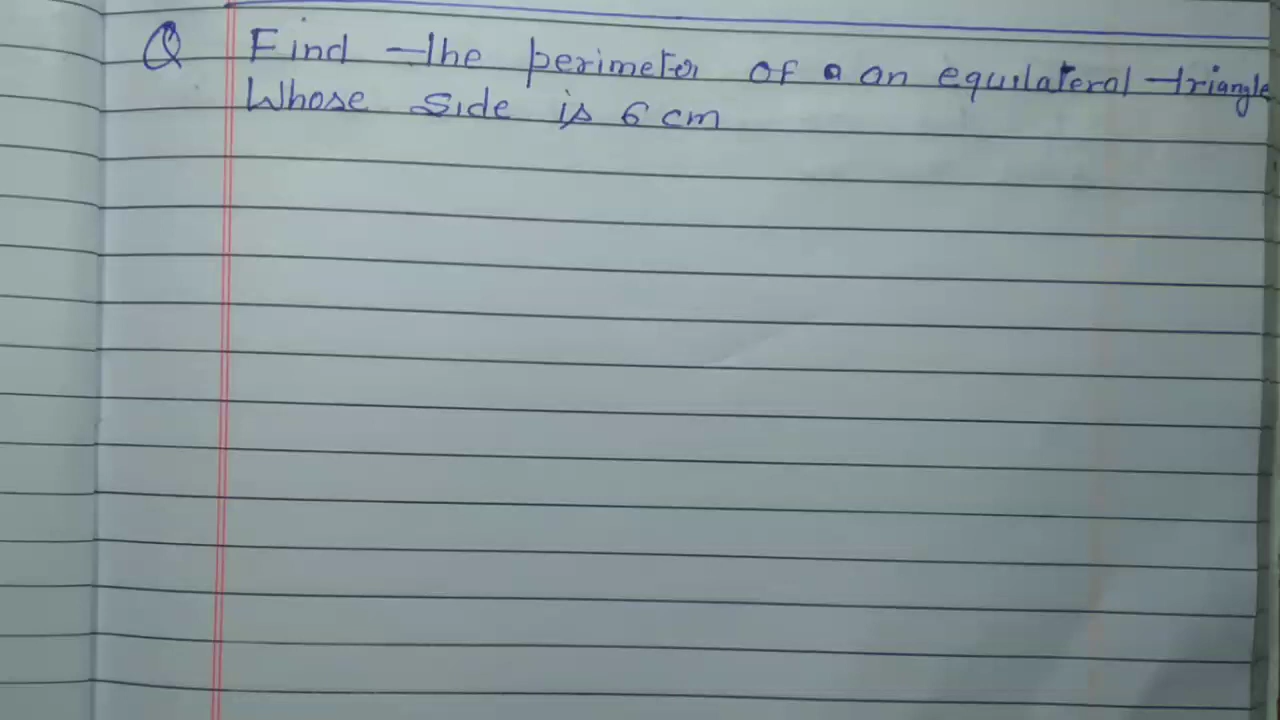 Q Find the perimeter of an equilateral triangle
Whose side is 6 cm